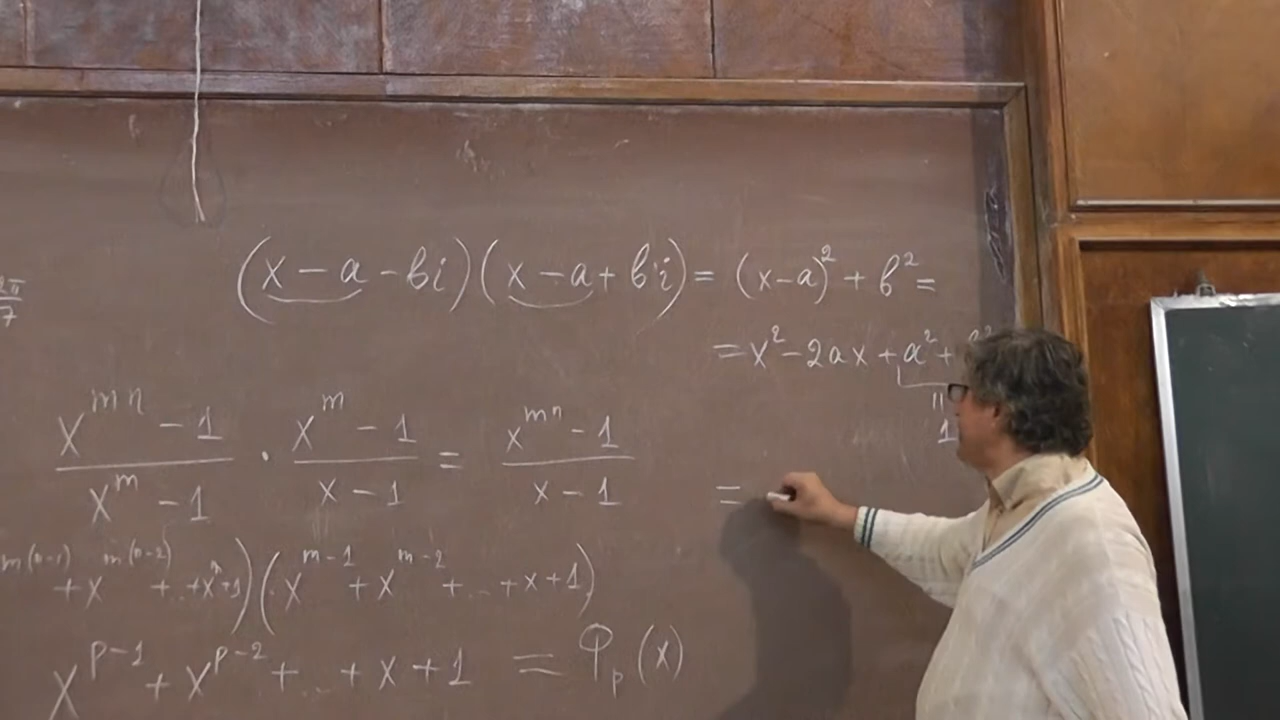 2π/7
(x - a - bi)(x - a + bi) = (x-a)² + b² =
= x² - 2ax + a² +
||
1
(x^{mn} - 1)/(x^m - 1) · (x^m - 1)/(x - 1) = (x^{mn} - 1)/(x - 1)
=
m(n-1) + x^{m(n-2)} + .. + x^m + 1)(x^{m-1} + x^{m-2} + .. + x + 1)
x^{p-1} + x^{p-2} + .. + x + 1 = Φ_p(x)